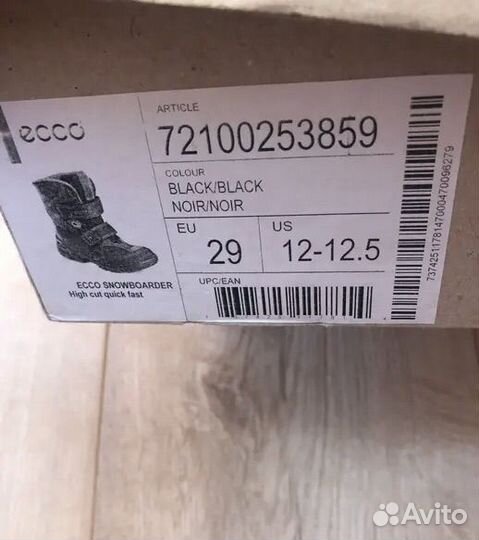 ecco
ARTICLE
72100253859
COLOUR
BLACK/BLACK
NOIR/NOIR
EU
29
US
12-12.5
ECCO SNOWBOARDER
High cut quick fast
UPC/EAN
Avito